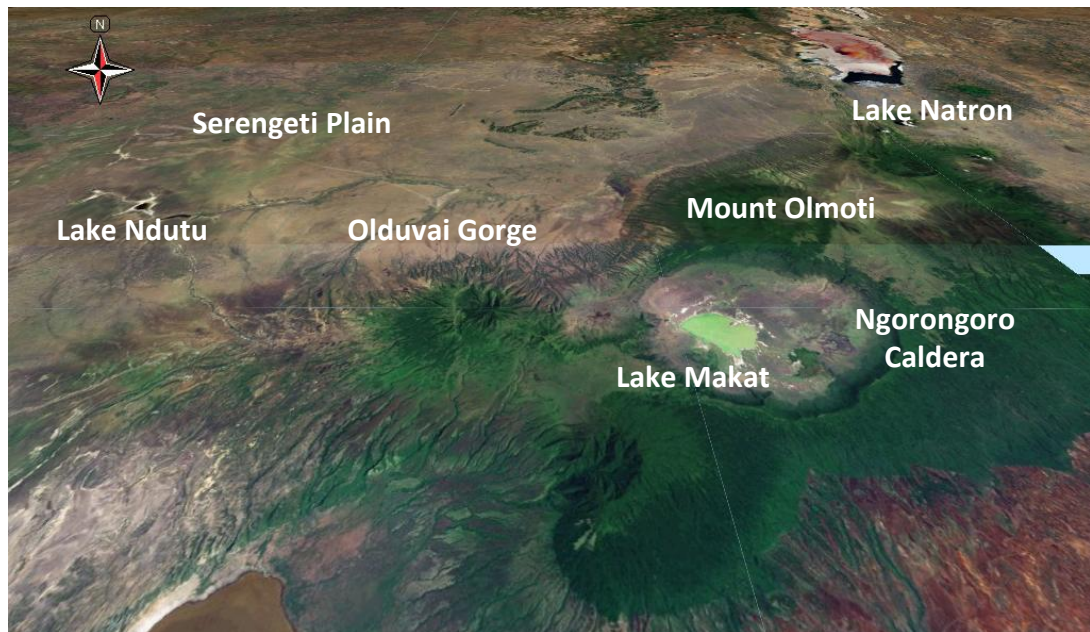 N
Serengeti Plain
Lake Natron
Lake Ndutu
Olduvai Gorge
Mount Olmoti
Ngorongoro
Caldera
Lake Makat